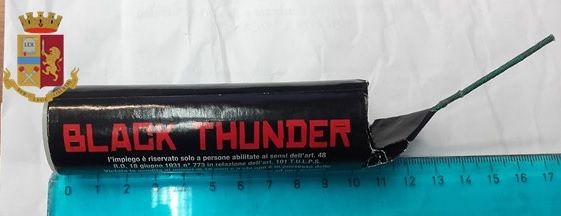 LEX
BLACK THUNDER
l'impiego è riservato solo a persone abilitate ai sensi dell'art. 48
R.D. 18 giugno 1931 n° 773 in relazione dell'art. 101 T.U.L.P.S.
0 1 2 3 4 5 6 7 8 9 10 11 12 13 14 15 16 17